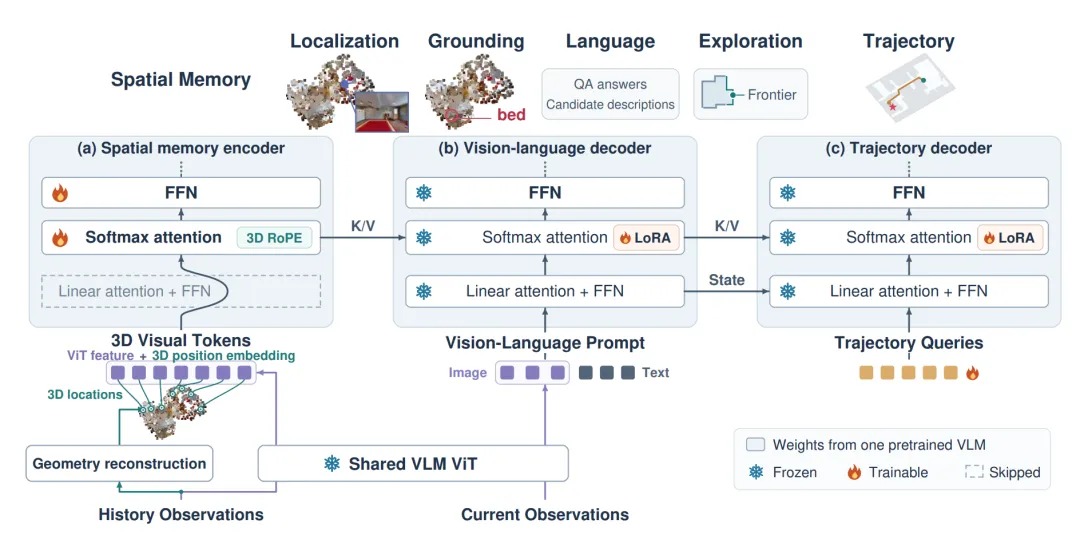 Localization
Grounding
Language
Exploration
Trajectory
Spatial Memory
bed
QA answers
Candidate descriptions
Frontier
(a) Spatial memory encoder
FFN
Softmax attention
3D RoPE
Linear attention + FFN
K/V
(b) Vision-language decoder
FFN
Softmax attention
LoRA
Linear attention + FFN
K/V
State
(c) Trajectory decoder
FFN
Softmax attention
LoRA
Linear attention + FFN
3D Visual Tokens
ViT feature + 3D position embedding
3D locations
Vision-Language Prompt
Image
Text
Trajectory Queries
Geometry reconstruction
Shared VLM ViT
History Observations
Current Observations
Weights from one pretrained VLM
Frozen
Trainable
Skipped